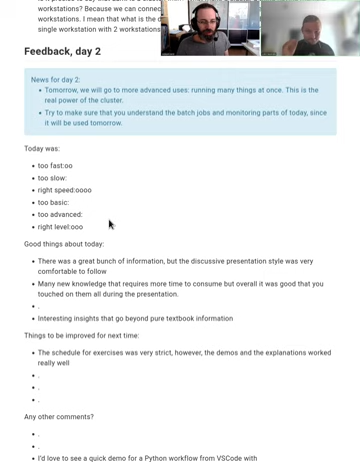 workstations? Because we can connec
workstations. I mean that what is the d
single workstation with 2 workstations
Feedback, day 2
News for day 2:
• Tomorrow, we will go to more advanced uses: running many things at once. This is the
real power of the cluster.
• Try to make sure that you understand the batch jobs and monitoring parts of today, since
it will be used tomorrow.
Today was:
• too fast:oo
• too slow:
• right speed:oooo
• too basic:
• too advanced:
• right level:ooo
Good things about today:
• There was a great bunch of information, but the discussive presentation style was very
comfortable to follow
• Many new knowledge that requires more time to consume but overall it was good that you
touched on them all during the presentation.
• .
• Interesting insights that go beyond pure textbook information
Things to be improved for next time:
• The schedule for exercises was very strict, however, the demos and the explanations worked
really well
• .
• .
• .
Any other comments?
• .
• .
• I'd love to see a quick demo for a Python workflow from VSCode with